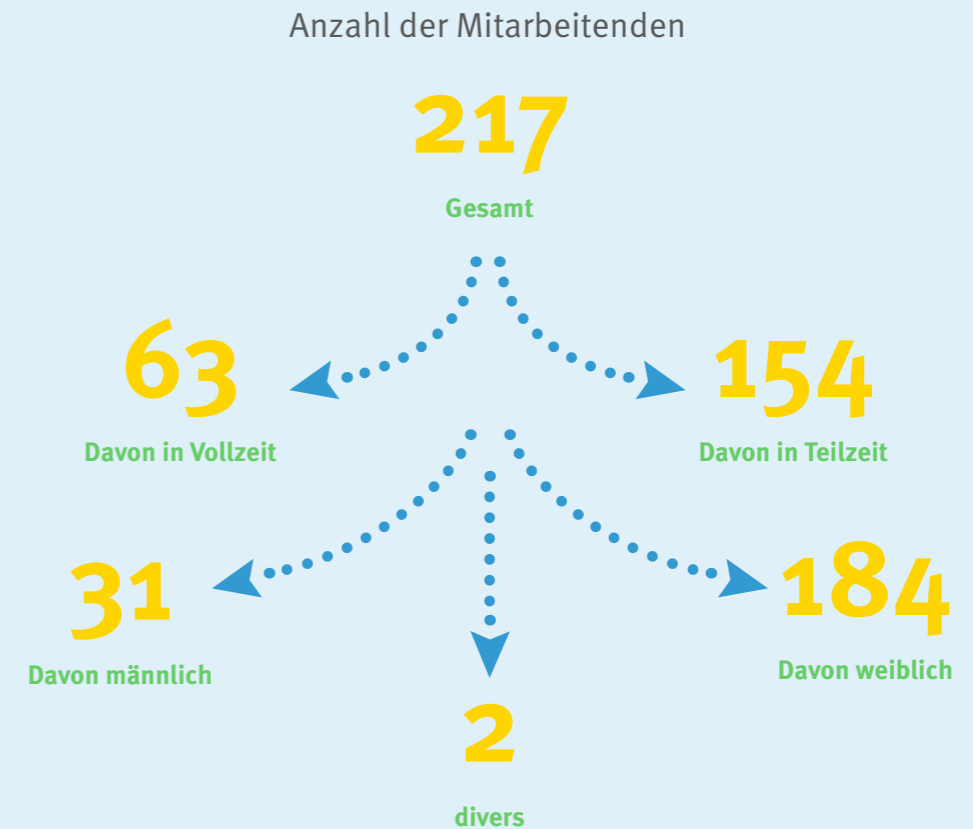 Anzahl der Mitarbeitenden
217
Gesamt
63
Davon in Vollzeit
154
Davon in Teilzeit
31
Davon männlich
184
Davon weiblich
2
divers